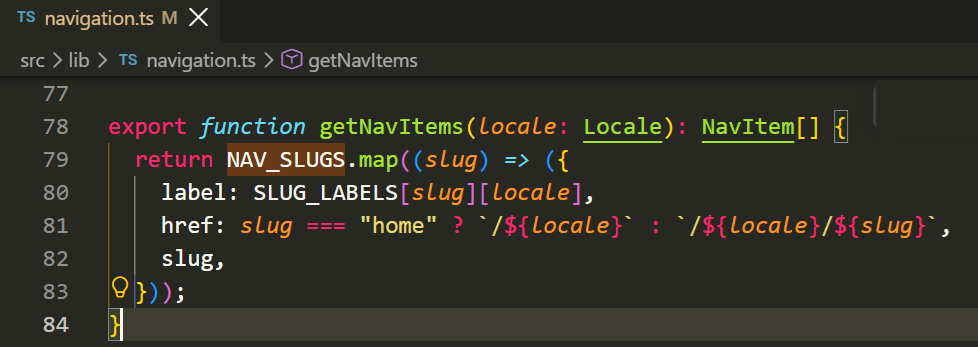 TS navigation.ts M
src > lib > TS navigation.ts > getNavItems
77
78 export function getNavItems(locale: Locale): NavItem[] {
79   return NAV_SLUGS.map((slug) => ({
80     label: SLUG_LABELS[slug][locale],
81     href: slug === "home" ? `/${locale}` : `/${locale}/${slug}`,
82     slug,
83   }));
84 }